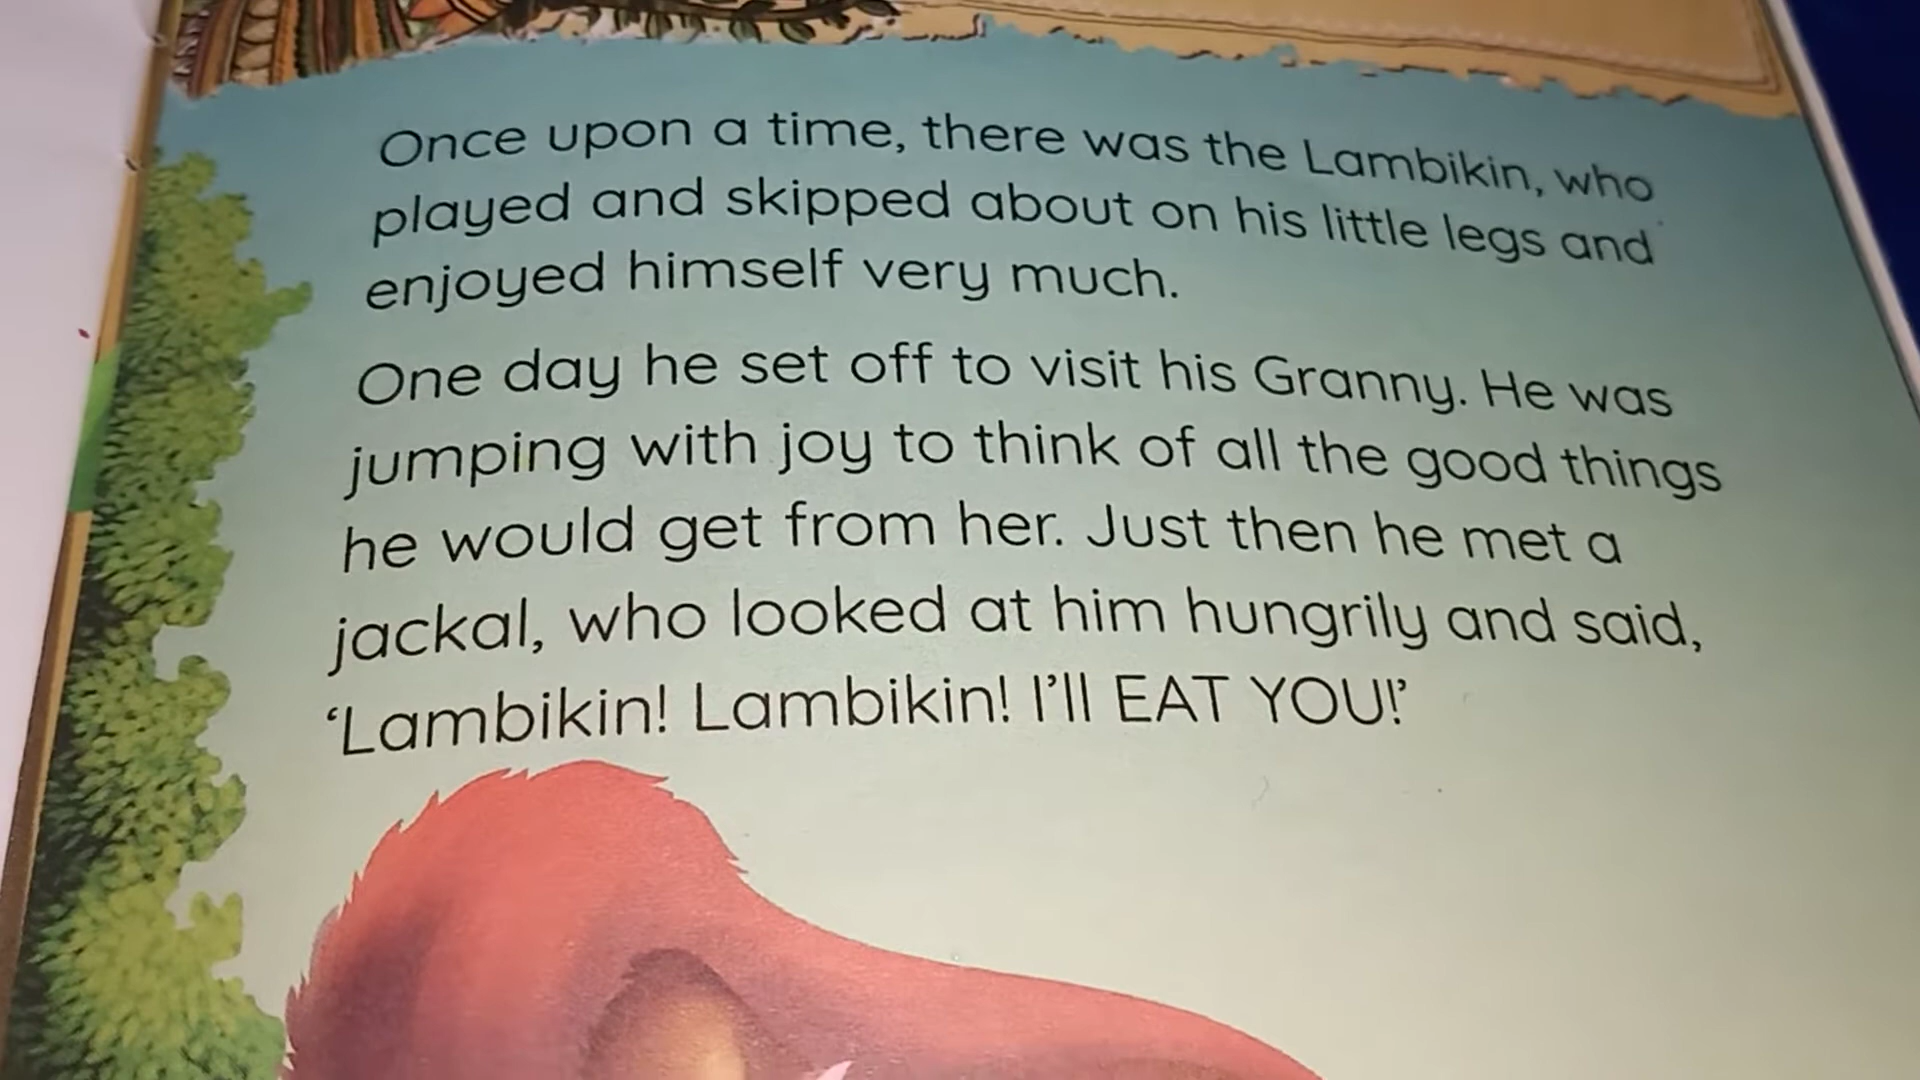 Once upon a time, there was the Lambikin, who
played and skipped about on his little legs and
enjoyed himself very much.
One day he set off to visit his Granny. He was
jumping with joy to think of all the good things
he would get from her. Just then he met a
jackal, who looked at him hungrily and said,
‘Lambikin! Lambikin! I’ll EAT YOU!’